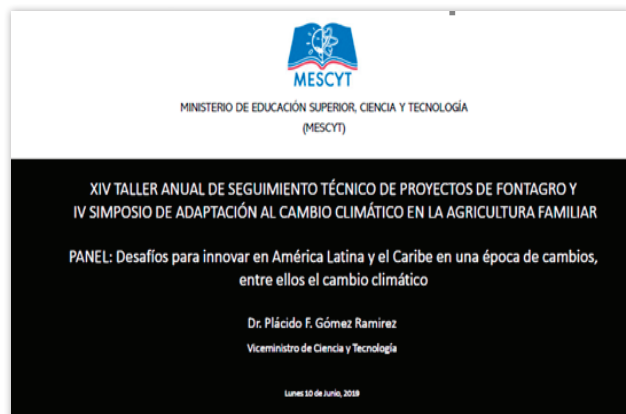 MESCYT
MINISTERIO DE EDUCACIÓN SUPERIOR, CIENCIA Y TECNOLOGÍA
(MESCYT)
XIV TALLER ANUAL DE SEGUIMIENTO TÉCNICO DE PROYECTOS DE FONTAGRO Y
IV SIMPOSIO DE ADAPTACIÓN AL CAMBIO CLIMÁTICO EN LA AGRICULTURA FAMILIAR
PANEL: Desafíos para innovar en América Latina y el Caribe en una época de cambios,
entre ellos el cambio climático
Dr. Plácido F. Gómez Ramirez
Viceministro de Ciencia y Tecnología
Lunes 10 de Junio, 2019